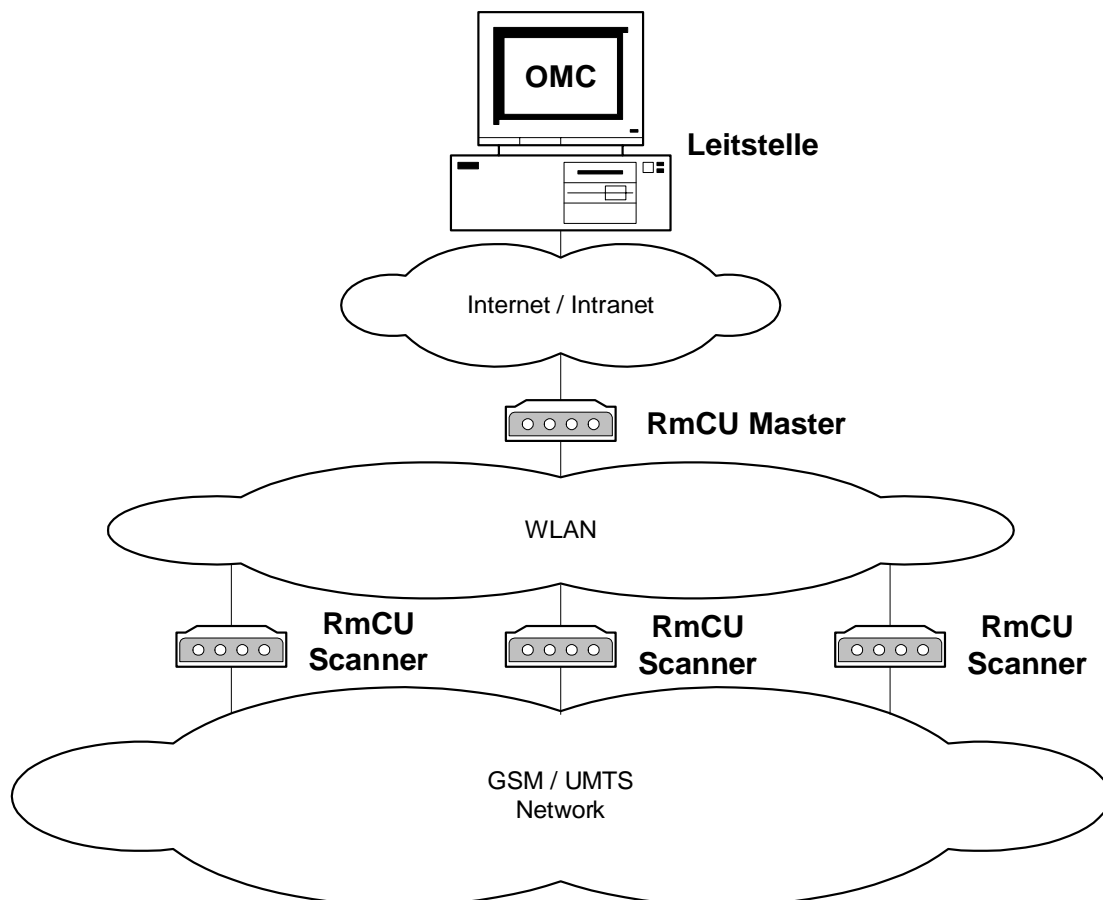 OMC
Leitstelle
Internet / Intranet
RmCU Master
WLAN
RmCU
Scanner
RmCU
Scanner
RmCU
Scanner
GSM / UMTS
Network